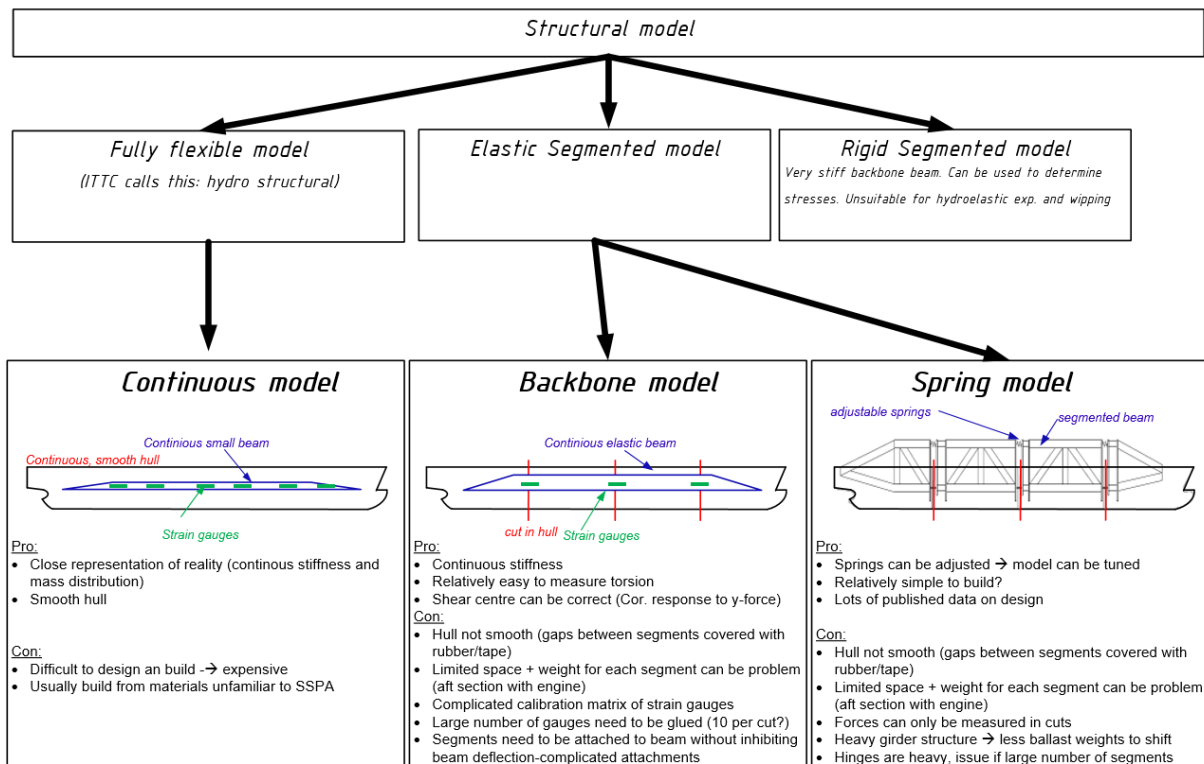 Structural model
Fully flexible model
(ITTC calls this: hydro structural)
Elastic Segmented model
Rigid Segmented model
Very stiff backbone beam. Can be used to determine
stresses. Unsuitable for hydroelastic exp. and wipping
Continuous model
Continious small beam
Continuous, smooth hull
Strain gauges
Pro:
• Close representation of reality (continous stiffness and
mass distribution)
• Smooth hull
Con:
• Difficult to design an build -→ expensive
• Usually build from materials unfamiliar to SSPA
Backbone model
Continious elastic beam
cut in hull
Strain gauges
Pro:
• Continuous stiffness
• Relatively easy to measure torsion
• Shear centre can be correct (Cor. response to y-force)
Con:
• Hull not smooth (gaps between segments covered with
rubber/tape)
• Limited space + weight for each segment can be problem
(aft section with engine)
• Complicated calibration matrix of strain gauges
• Large number of gauges need to be glued (10 per cut?)
• Segments need to be attached to beam without inhibiting
beam deflection-complicated attachments
Spring model
adjustable springs
segmented beam
Pro:
• Springs can be adjusted → model can be tuned
• Relatively simple to build?
• Lots of published data on design
Con:
• Hull not smooth (gaps between segments covered with
rubber/tape)
• Limited space + weight for each segment can be problem
(aft section with engine)
• Forces can only be measured in cuts
• Heavy girder structure → less ballast weights to shift
• Hinges are heavy, issue if large number of segments